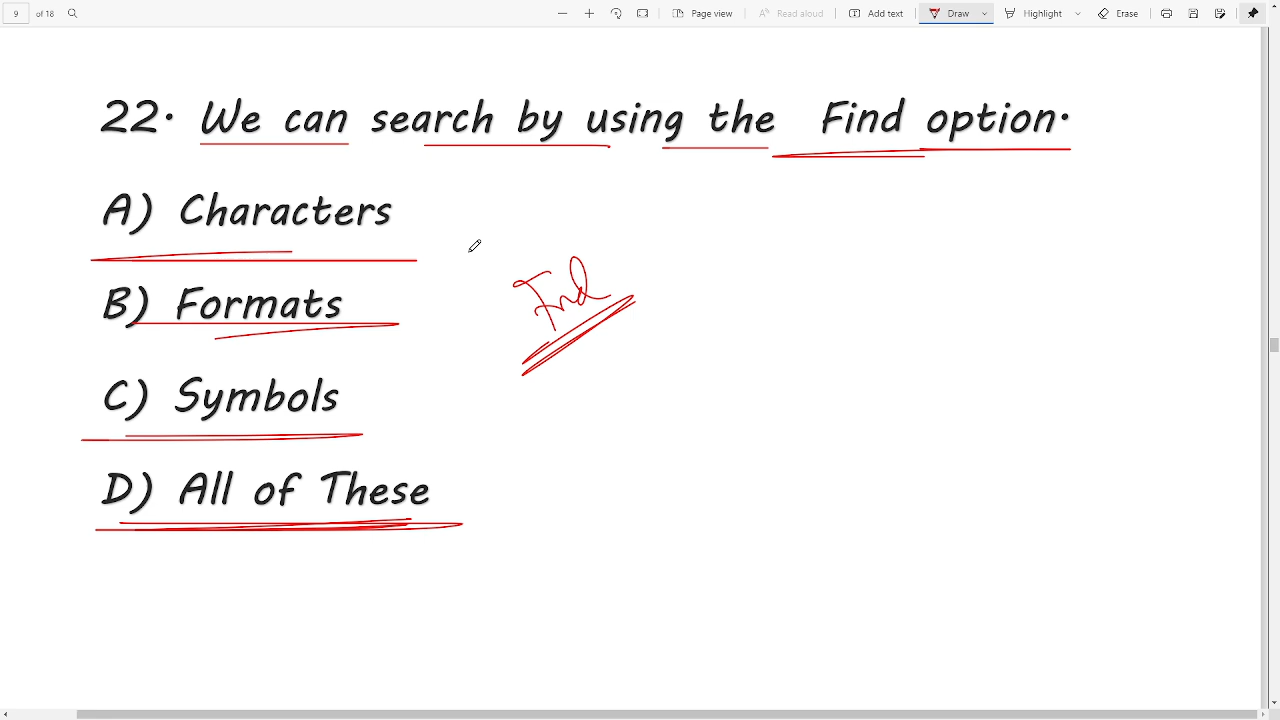 9 of 18 Page view Read aloud Add text Draw Highlight Erase
22. We can search by using the Find option.
A) Characters
Find
B) Formats
C) Symbols
D) All of These